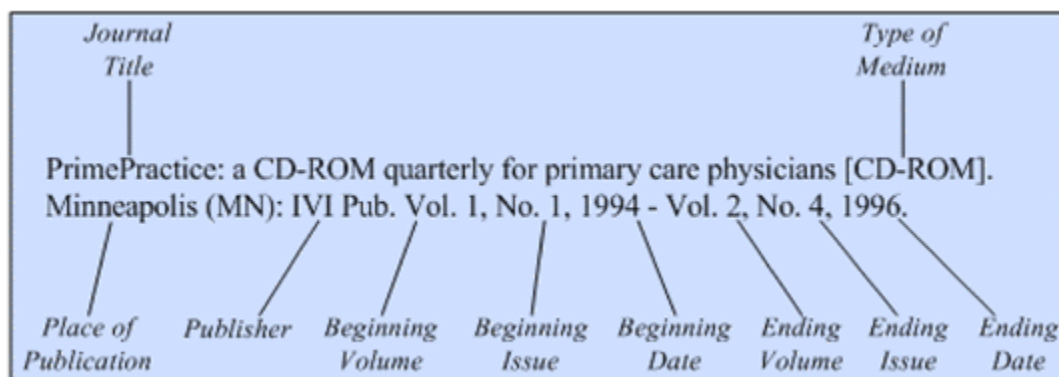 Journal
Title
Type of
Medium
PrimePractice: a CD-ROM quarterly for primary care physicians [CD-ROM].
Minneapolis (MN): IVI Pub. Vol. 1, No. 1, 1994 - Vol. 2, No. 4, 1996.
Place of
Publication
Publisher
Beginning
Volume
Beginning
Issue
Beginning
Date
Ending
Volume
Ending
Issue
Ending
Date